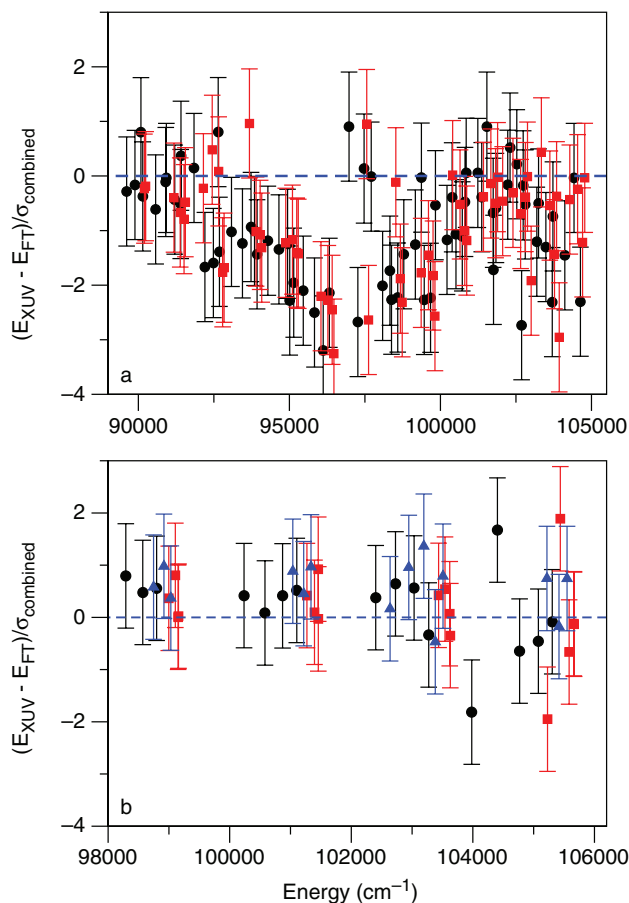 2
0
−2
−4
(E_XUV - E_FT)/σ_combined
a
90000 95000 100000 105000
2
0
−2
−4
(E_XUV - E_FT)/σ_combined
b
98000 100000 102000 104000 106000
Energy (cm⁻¹)